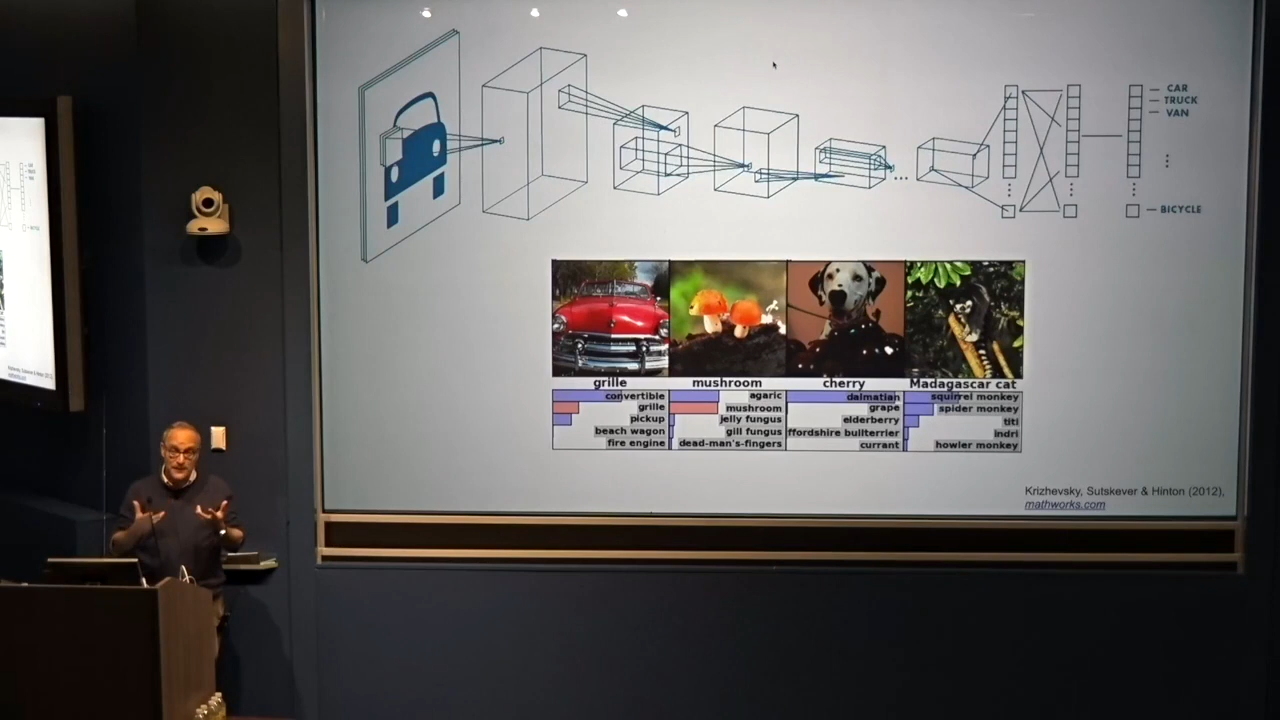 CAR
TRUCK
VAN
BICYCLE
grille
mushroom
cherry
Madagascar cat
convertible
grille
pickup
beach wagon
fire engine
agaric
mushroom
jelly fungus
gill fungus
dead-man's-fingers
dalmatian
grape
elderberry
ffordshire bullterrier
currant
squirrel monkey
spider monkey
titi
indri
howler monkey
Krizhevsky, Sutskever & Hinton (2012),
mathworks.com